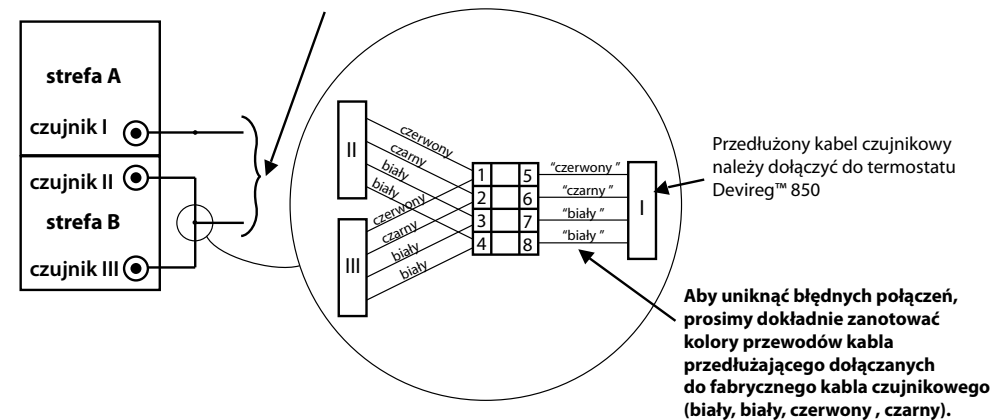 strefa A
czujnik I
czujnik II
strefa B
czujnik III
II
III
czerwony
czarny
biały
biały
czerwony
czarny
biały
biały
1 5
2 6
3 7
4 8
“czerwony ”
“czarny ”
“biały ”
“biały ”
I
Przedłużony kabel czujnikowy
należy dołączyć do termostatu
Devireg™ 850
Aby uniknąć błędnych połączeń,
prosimy dokładnie zanotować
kolory przewodów kabla
przedłużającego dołączanych
do fabrycznego kabla czujnikowego
(biały, biały, czerwony , czarny).